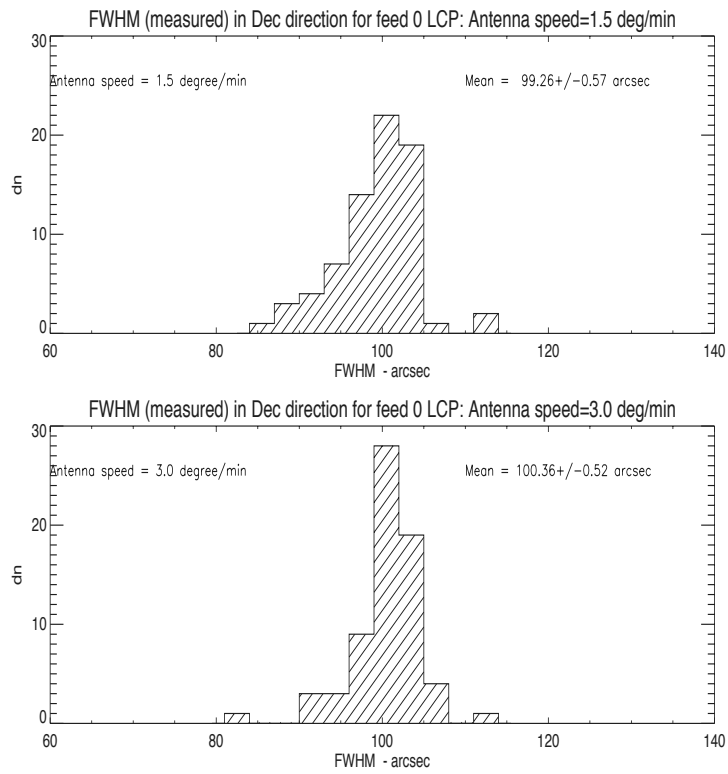 FWHM (measured) in Dec direction for feed 0 LCP: Antenna speed=1.5 deg/min
30
Antenna speed = 1.5 degree/min
Mean = 99.26+/-0.57 arcsec
20
dn
10
0
60 80 100 120 140
FWHM - arcsec
FWHM (measured) in Dec direction for feed 0 LCP: Antenna speed=3.0 deg/min
30
Antenna speed = 3.0 degree/min
Mean = 100.36+/-0.52 arcsec
20
dn
10
0
60 80 100 120 140
FWHM - arcsec